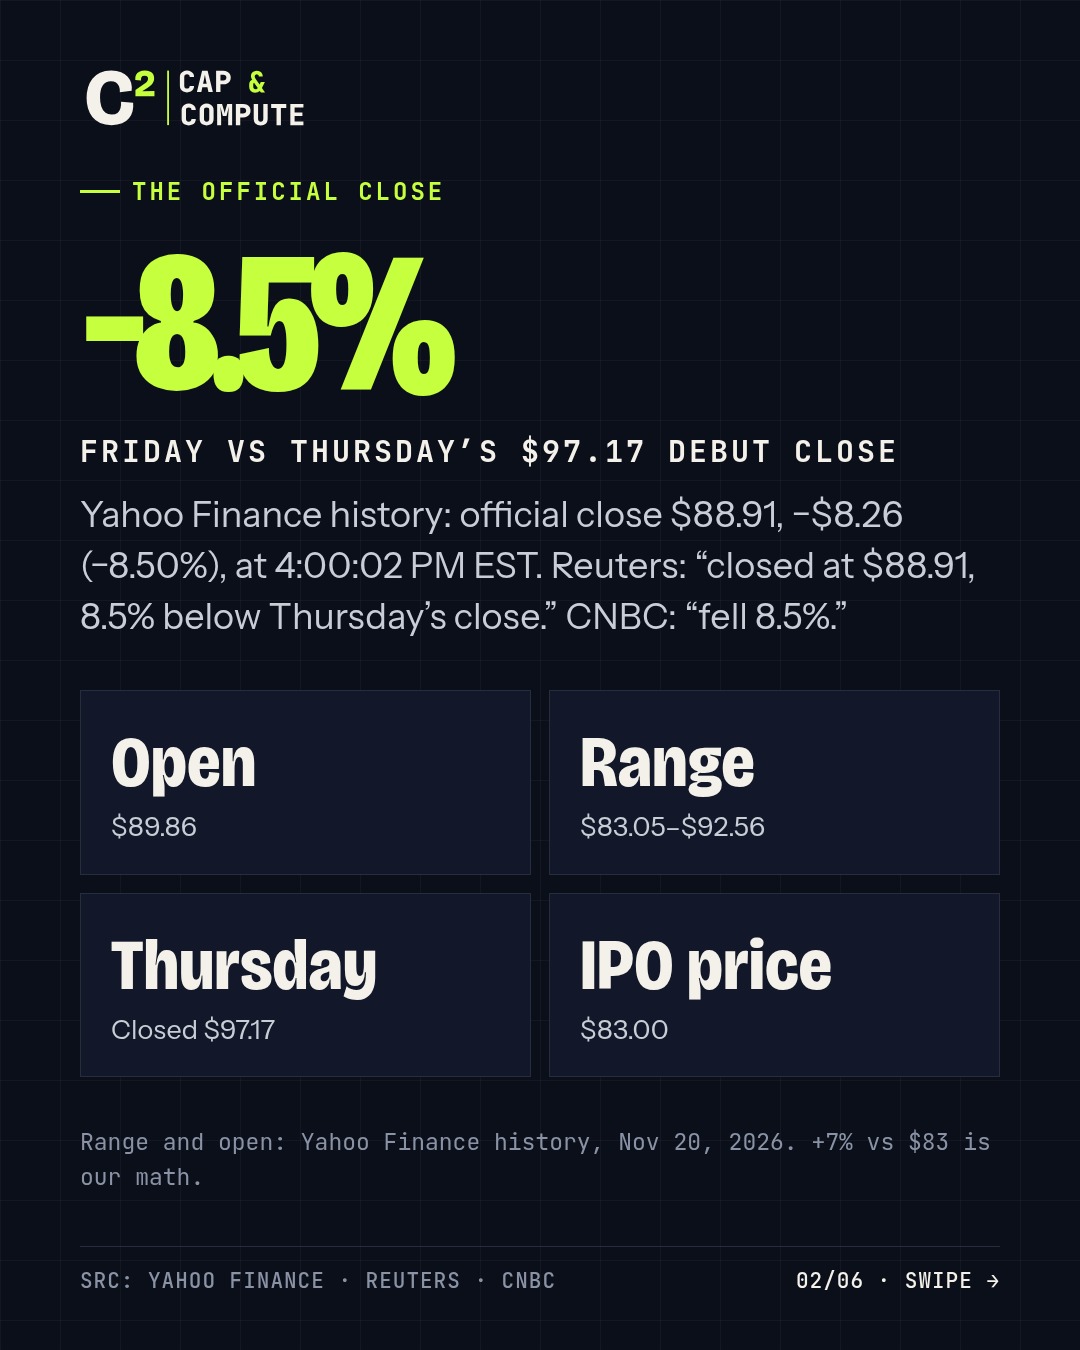 C²
CAP &
COMPUTE
THE OFFICIAL CLOSE
-8.5%
FRIDAY VS THURSDAY’S $97.17 DEBUT CLOSE
Yahoo Finance history: official close $88.91, −$8.26
(−8.50%), at 4:00:02 PM EST. Reuters: “closed at $88.91,
8.5% below Thursday’s close.” CNBC: “fell 8.5%.”
Open
$89.86
Range
$83.05–$92.56
Thursday
Closed $97.17
IPO price
$83.00
Range and open: Yahoo Finance history, Nov 20, 2026. +7% vs $83 is
our math.
SRC: YAHOO FINANCE · REUTERS · CNBC
02/06 · SWIPE →